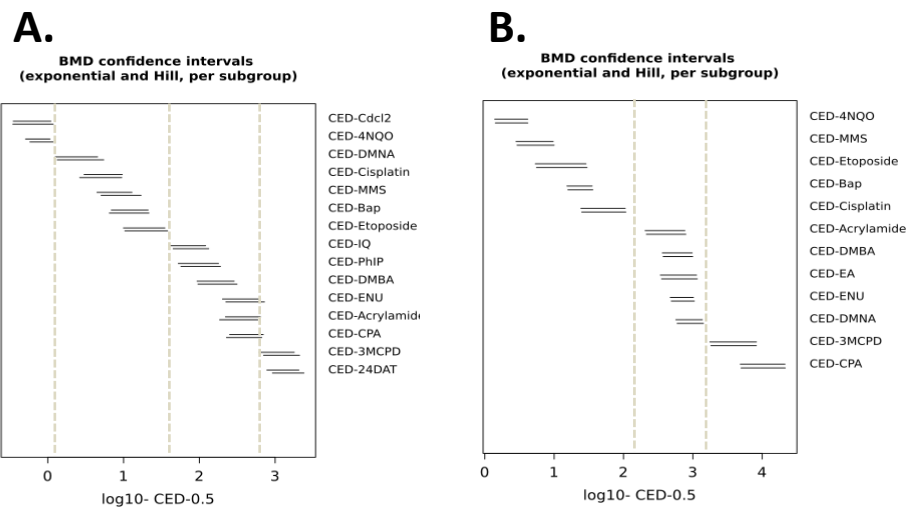 A.
BMD confidence intervals
(exponential and Hill, per subgroup)
CED-Cdcl2
CED-4NQO
CED-DMNA
CED-Cisplatin
CED-MMS
CED-Bap
CED-Etoposide
CED-IQ
CED-PhIP
CED-DMBA
CED-ENU
CED-Acrylamide
CED-CPA
CED-3MCPD
CED-24DAT
0 1 2 3
log10- CED-0.5
B.
BMD confidence intervals
(exponential and Hill, per subgroup)
CED-4NQO
CED-MMS
CED-Etoposide
CED-Bap
CED-Cisplatin
CED-Acrylamide
CED-DMBA
CED-EA
CED-ENU
CED-DMNA
CED-3MCPD
CED-CPA
0 1 2 3 4
log10- CED-0.5